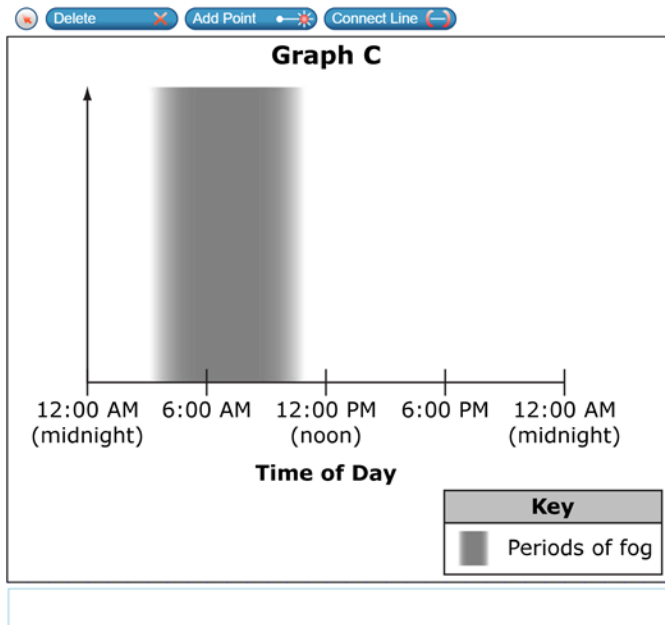 Delete Add Point Connect Line
Graph C
12:00 AM 6:00 AM 12:00 PM 6:00 PM 12:00 AM
(midnight) (noon) (midnight)
Time of Day
Key
Periods of fog